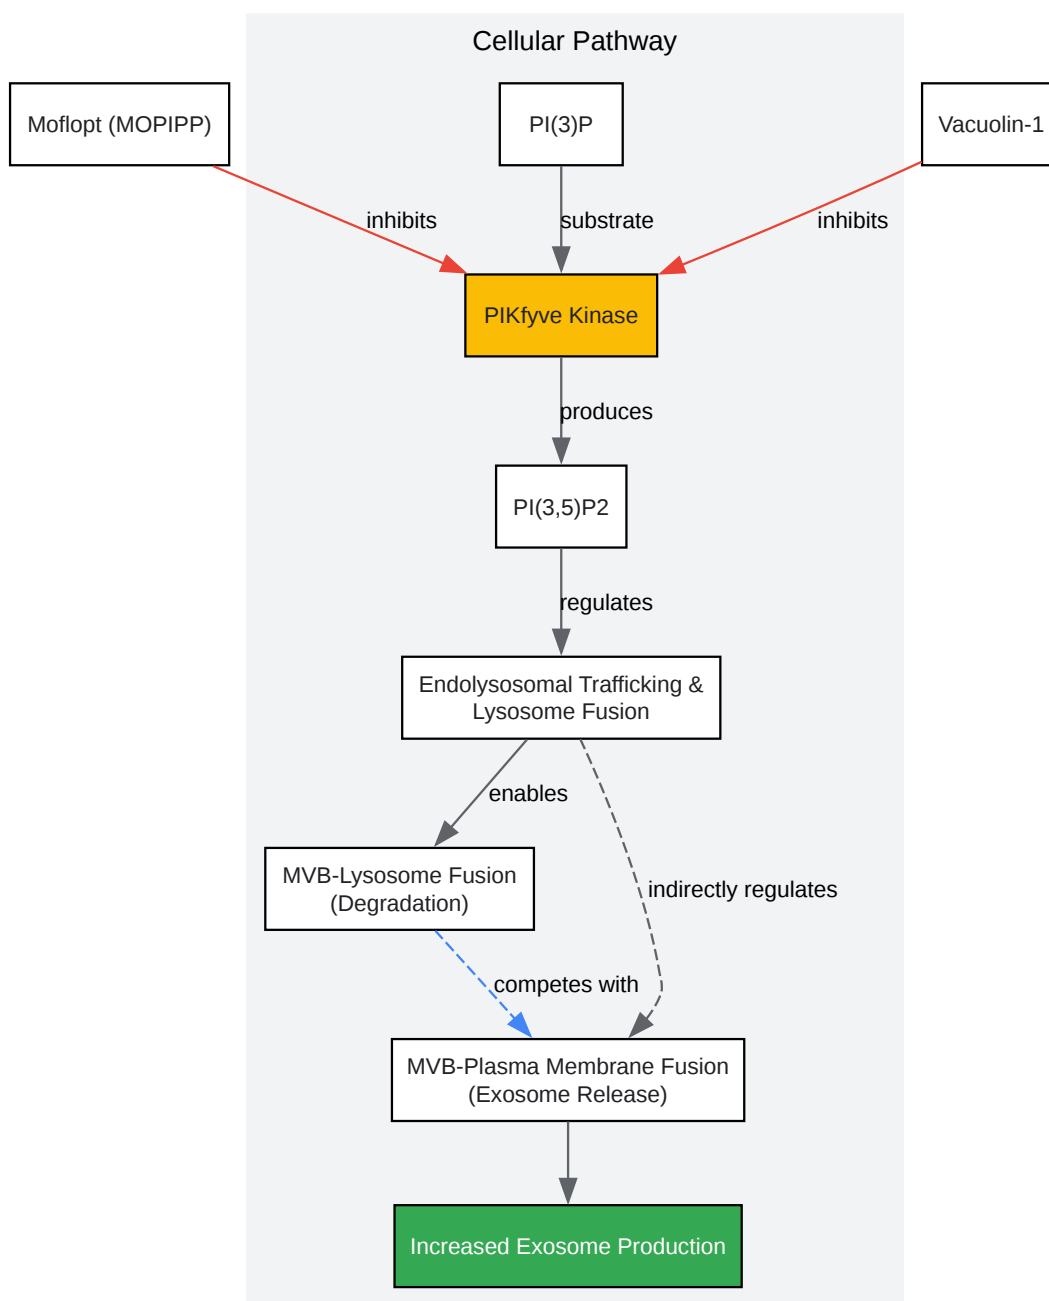 Cellular Pathway
Moflopt (MOPIPP)
PI(3)P
Vacuolin-1
inhibits
substrate
inhibits
PIKfyve Kinase
produces
PI(3,5)P2
regulates
Endolysosomal Trafficking &
Lysosome Fusion
enables
MVB-Lysosome Fusion
(Degradation)
indirectly regulates
competes with
MVB-Plasma Membrane Fusion
(Exosome Release)
Increased Exosome Production